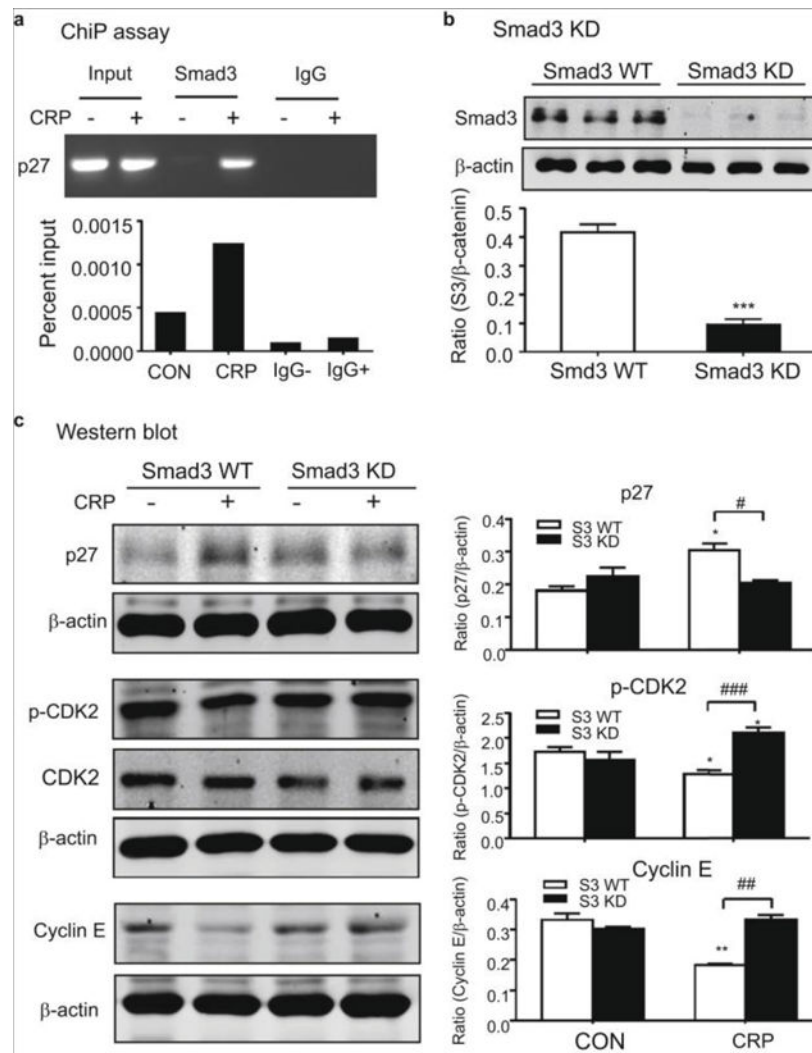 a ChiP assay
Input Smad3 IgG
CRP - + - + - +
p27
Percent input
0.0015
0.0010
0.0005
0.0000
CON CRP IgG- IgG+
b Smad3 KD
Smad3 WT Smad3 KD
Smad3
β-actin
Ratio (S3/β-catenin)
0.5
0.4
0.3
0.2
0.1
0.0
***
Smd3 WT Smad3 KD
c Western blot
Smad3 WT Smad3 KD
CRP - + - +
p27
β-actin
p-CDK2
CDK2
β-actin
Cyclin E
β-actin
p27
Ratio (p27/β-actin)
0.4
0.3
0.2
0.1
0.0
S3 WT
S3 KD
* #
p-CDK2
Ratio (p-CDK2/β-actin)
2.5
2.0
1.5
1.0
0.0
S3 WT
S3 KD
###
* *
Cyclin E
Ratio (Cyclin E/β-actin)
0.4
0.3
0.2
0.1
0.0
S3 WT
S3 KD
##
**
CON CRP